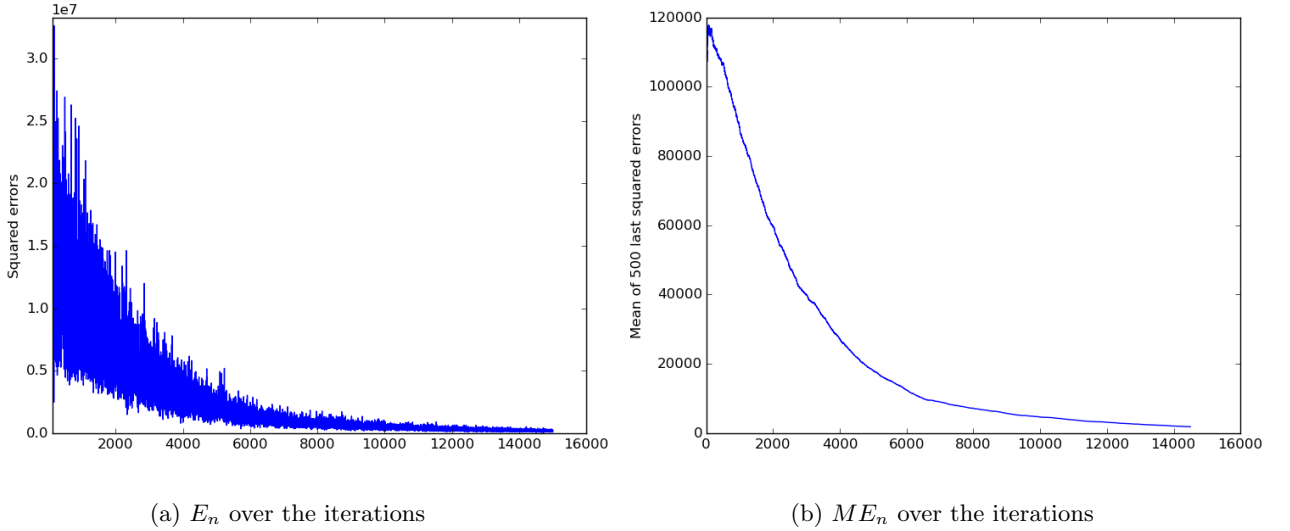 1e7
3.0
2.5
2.0
1.5
1.0
0.5
0.0
Squared errors
2000 4000 6000 8000 10000 12000 14000 16000
(a) E_n over the iterations
120000
100000
80000
60000
40000
20000
0
Mean of 500 last squared errors
0 2000 4000 6000 8000 10000 12000 14000 16000
(b) ME_n over the iterations